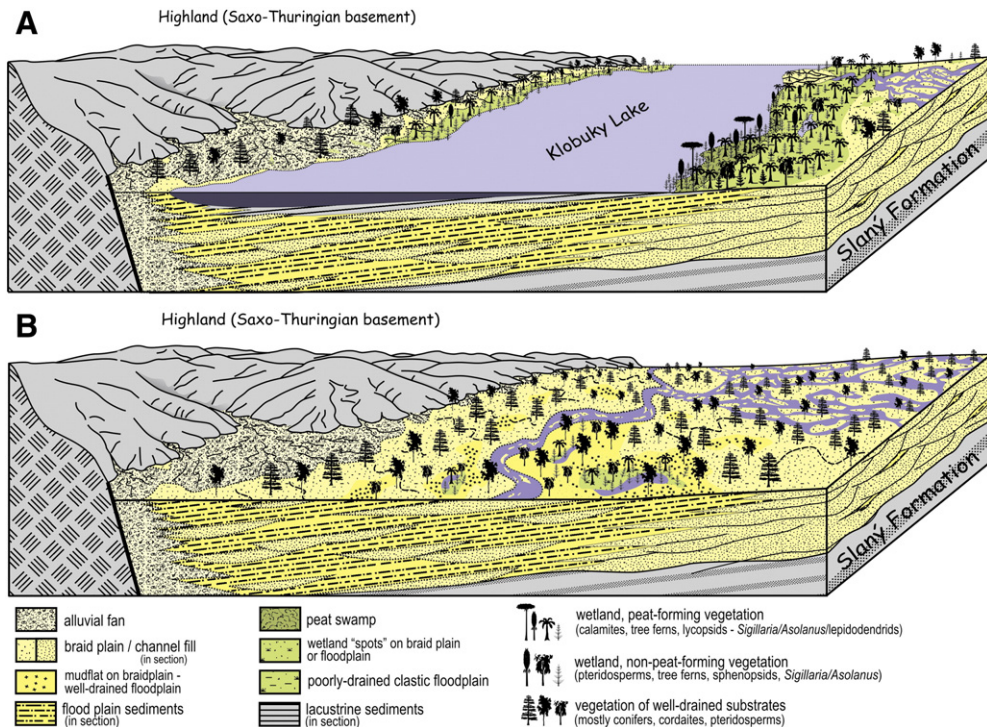 A
Highland (Saxo-Thuringian basement)
Klobuky Lake
Slaný Formation
B
Highland (Saxo-Thuringian basement)
Slaný Formation
alluvial fan
braid plain / channel fill
(in section)
mudflat on braidplain -
well-drained floodplain
flood plain sediments
(in section)
peat swamp
wetland "spots" on braid plain
or floodplain
poorly-drained clastic floodplain
lacustrine sediments
(in section)
wetland, peat-forming vegetation
(calamites, tree ferns, lycopsids - Sigillaria/Asolanus/lepidodendrids)
wetland, non-peat-forming vegetation
(pteridosperms, tree ferns, sphenopsids, Sigillaria/Asolanus)
vegetation of well-drained substrates
(mostly conifers, cordaites, pteridosperms)